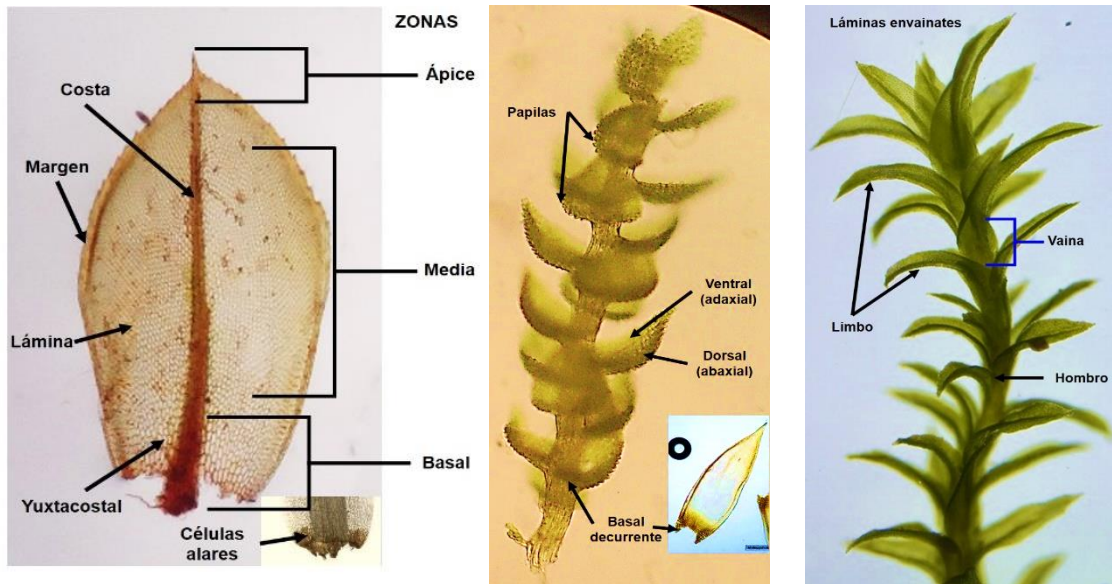 ZONAS
Ápice
Costa
Margen
Media
Lámina
Basal
Yuxtacostal
Células
alares
Papilas
Ventral
(adaxial)
Dorsal
(abaxial)
Basal
decurrente
Láminas envainates
Vaina
Limbo
Hombro